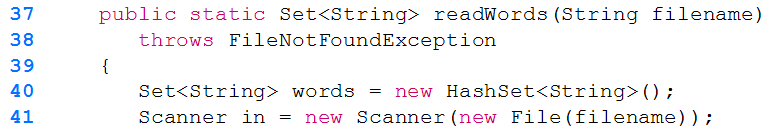 37 public static Set<String> readWords(String filename)
38 throws FileNotFoundException
39 {
40 Set<String> words = new HashSet<String>();
41 Scanner in = new Scanner(new File(filename));